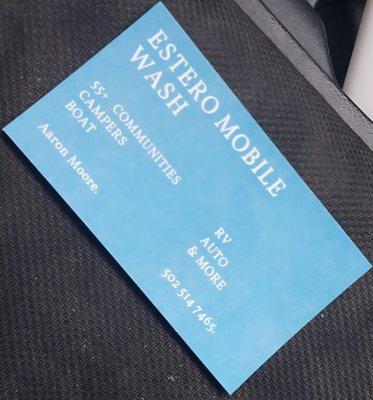 ESTERO MOBILE
WASH
55+ COMMUNITIES
CAMPERS
BOAT
Aaron Moore.
RV
AUTO
& MORE
502 514 7465.